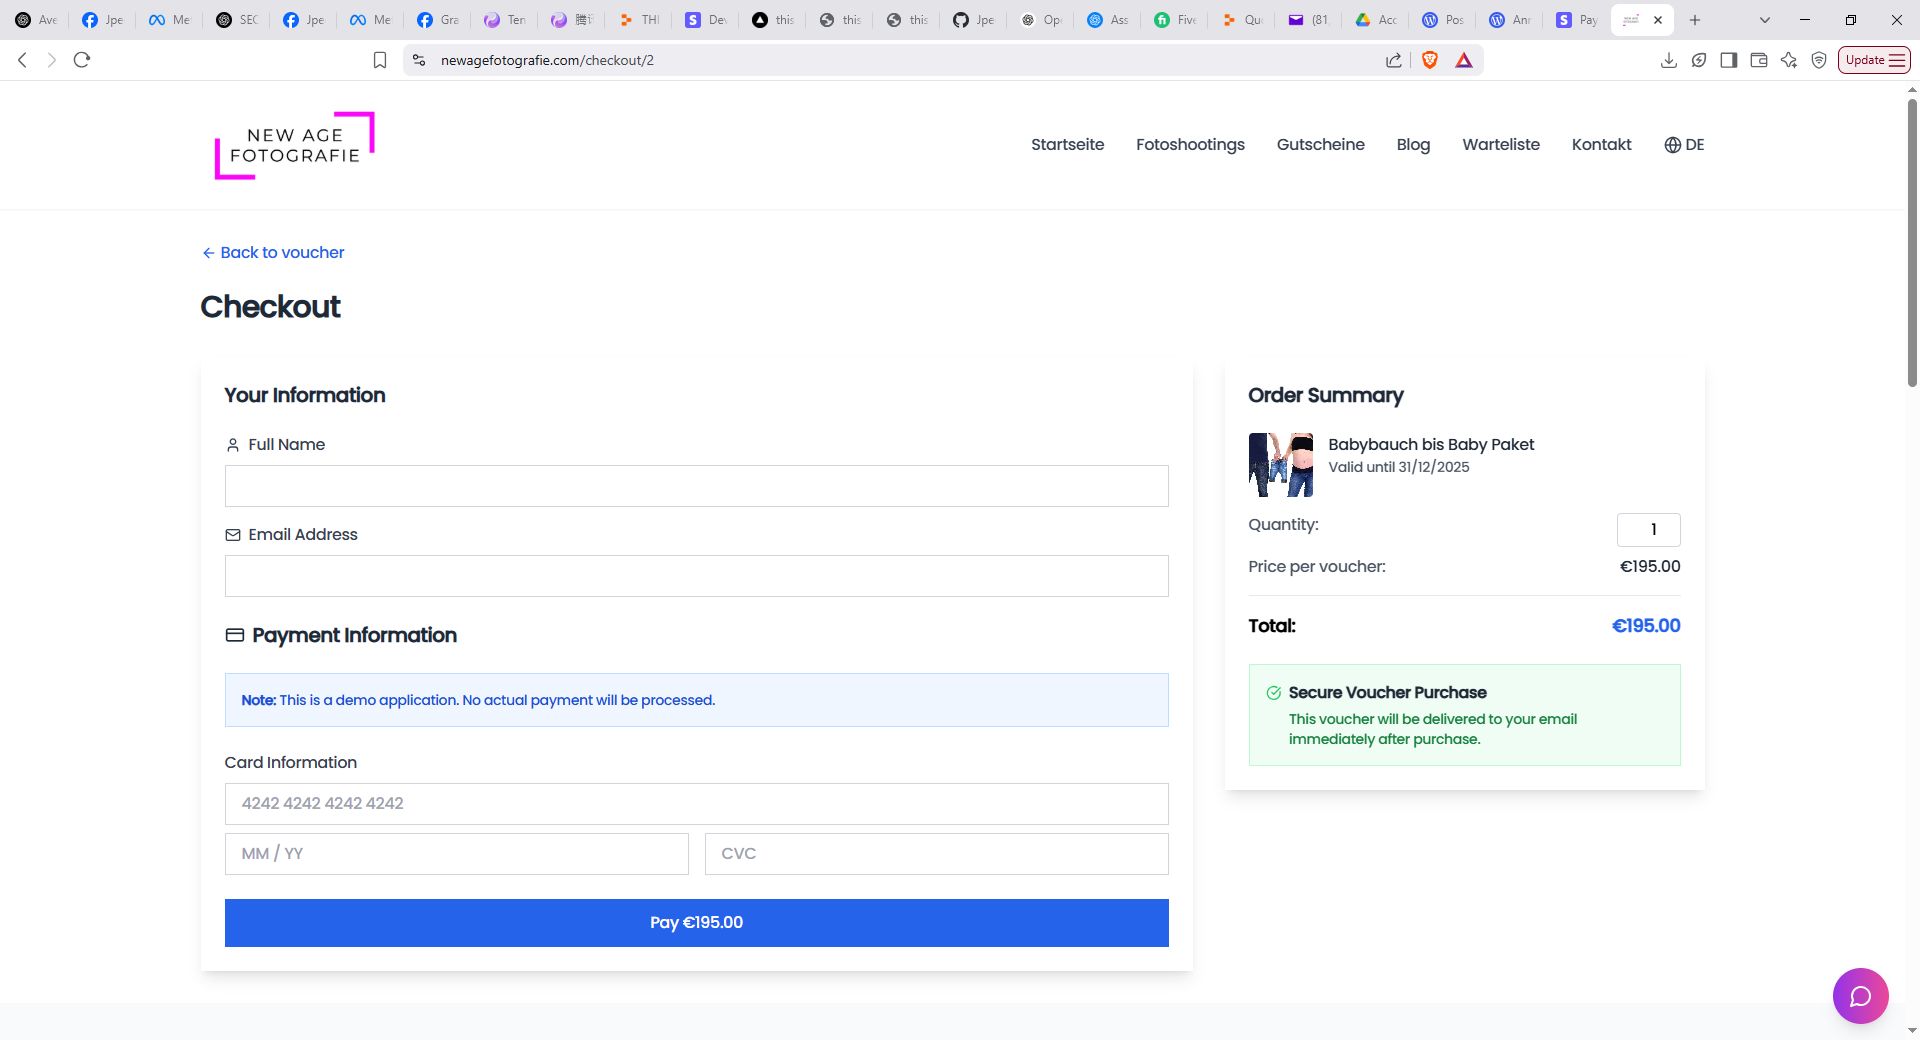 Ave
Jpe
Me
SEC
Jpe
Me
Gra
Ten
THI
Dev
this
this
this
Jpe
Op
Ass
Five
Qu
(81
Acc
Pos
Ann
Pay
newagefotografie.com/checkout/2
Update
NEW AGE
FOTOGRAFIE
Startseite
Fotoshootings
Gutscheine
Blog
Warteliste
Kontakt
DE
Back to voucher
Checkout
Your Information
Full Name
Email Address
Payment Information
Note: This is a demo application. No actual payment will be processed.
Card Information
4242 4242 4242 4242
MM / YY
CVC
Pay €195.00
Order Summary
Babybauch bis Baby Paket
Valid until 31/12/2025
Quantity:
1
Price per voucher:
€195.00
Total:
€195.00
Secure Voucher Purchase
This voucher will be delivered to your email
immediately after purchase.